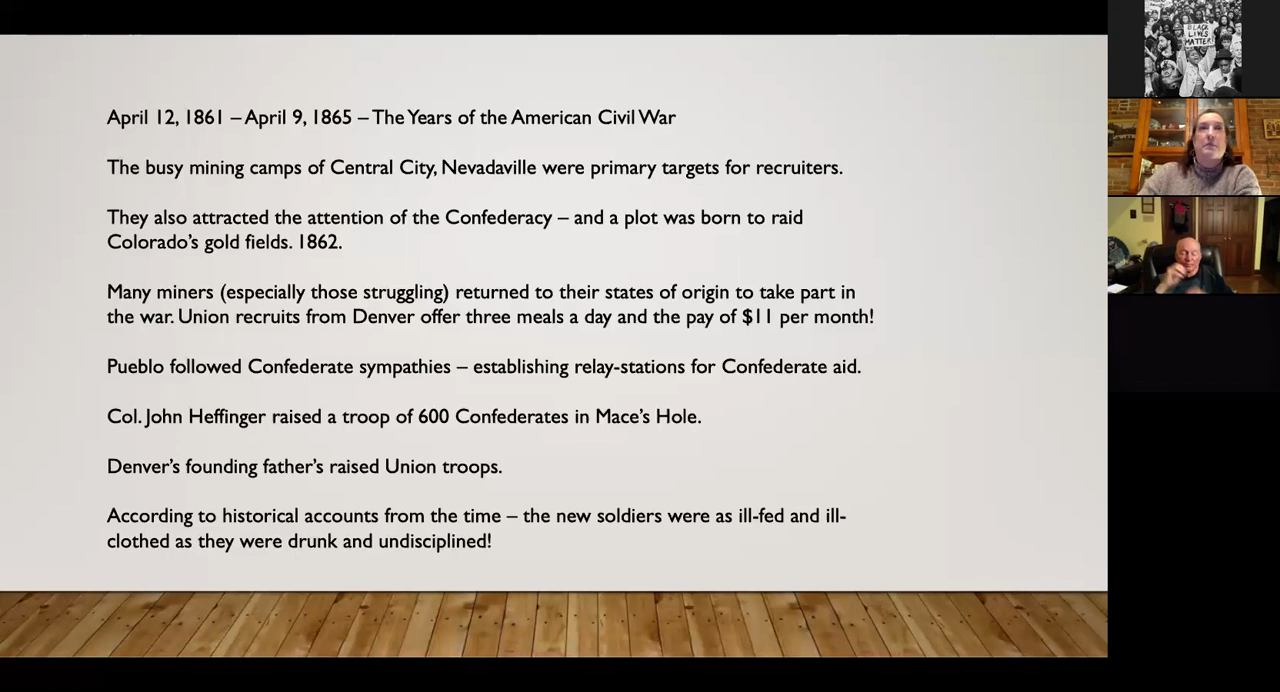 April 12, 1861 – April 9, 1865 – The Years of the American Civil War
The busy mining camps of Central City, Nevadaville were primary targets for recruiters.
They also attracted the attention of the Confederacy – and a plot was born to raid
Colorado's gold fields. 1862.
Many miners (especially those struggling) returned to their states of origin to take part in
the war. Union recruits from Denver offer three meals a day and the pay of $11 per month!
Pueblo followed Confederate sympathies – establishing relay-stations for Confederate aid.
Col. John Heffinger raised a troop of 600 Confederates in Mace's Hole.
Denver's founding father's raised Union troops.
According to historical accounts from the time – the new soldiers were as ill-fed and ill-
clothed as they were drunk and undisciplined!
BLACK
LIVES
MATTER